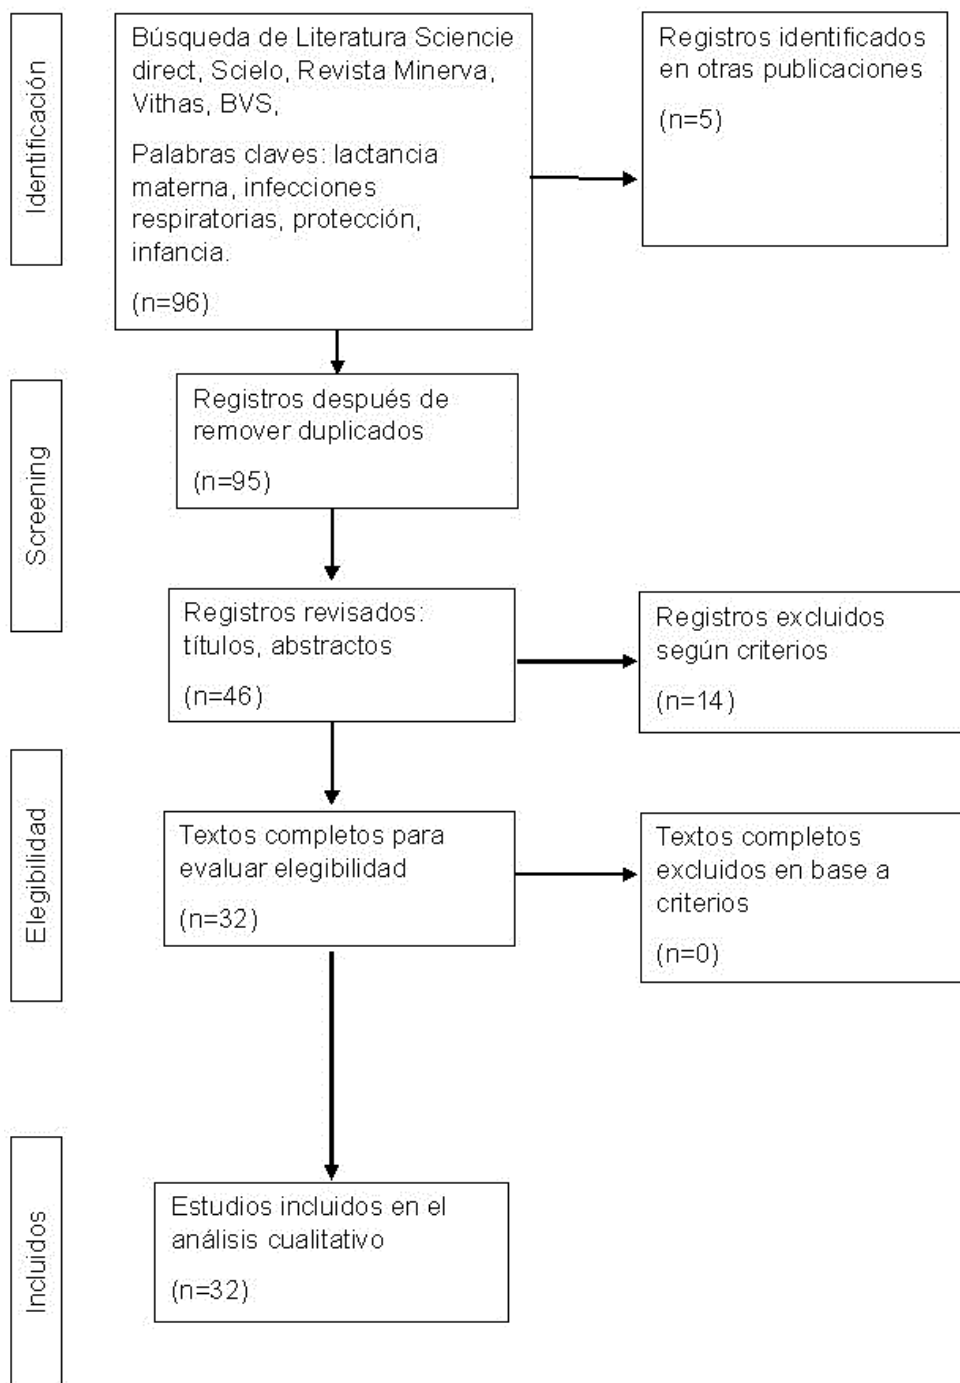 Identificación
Búsqueda de Literatura Sciencie
direct, Scielo, Revista Minerva,
Vithas, BVS,
Palabras claves: lactancia
materna, infecciones
respiratorias, protección,
infancia.
(n=96)
Registros identificados
en otras publicaciones
(n=5)
Screening
Registros después de
remover duplicados
(n=95)
Registros revisados:
títulos, abstractos
(n=46)
Registros excluidos
según criterios
(n=14)
Elegibilidad
Textos completos para
evaluar elegibilidad
(n=32)
Textos completos
excluidos en base a
criterios
(n=0)
Incluidos
Estudios incluidos en el
análisis cualitativo
(n=32)